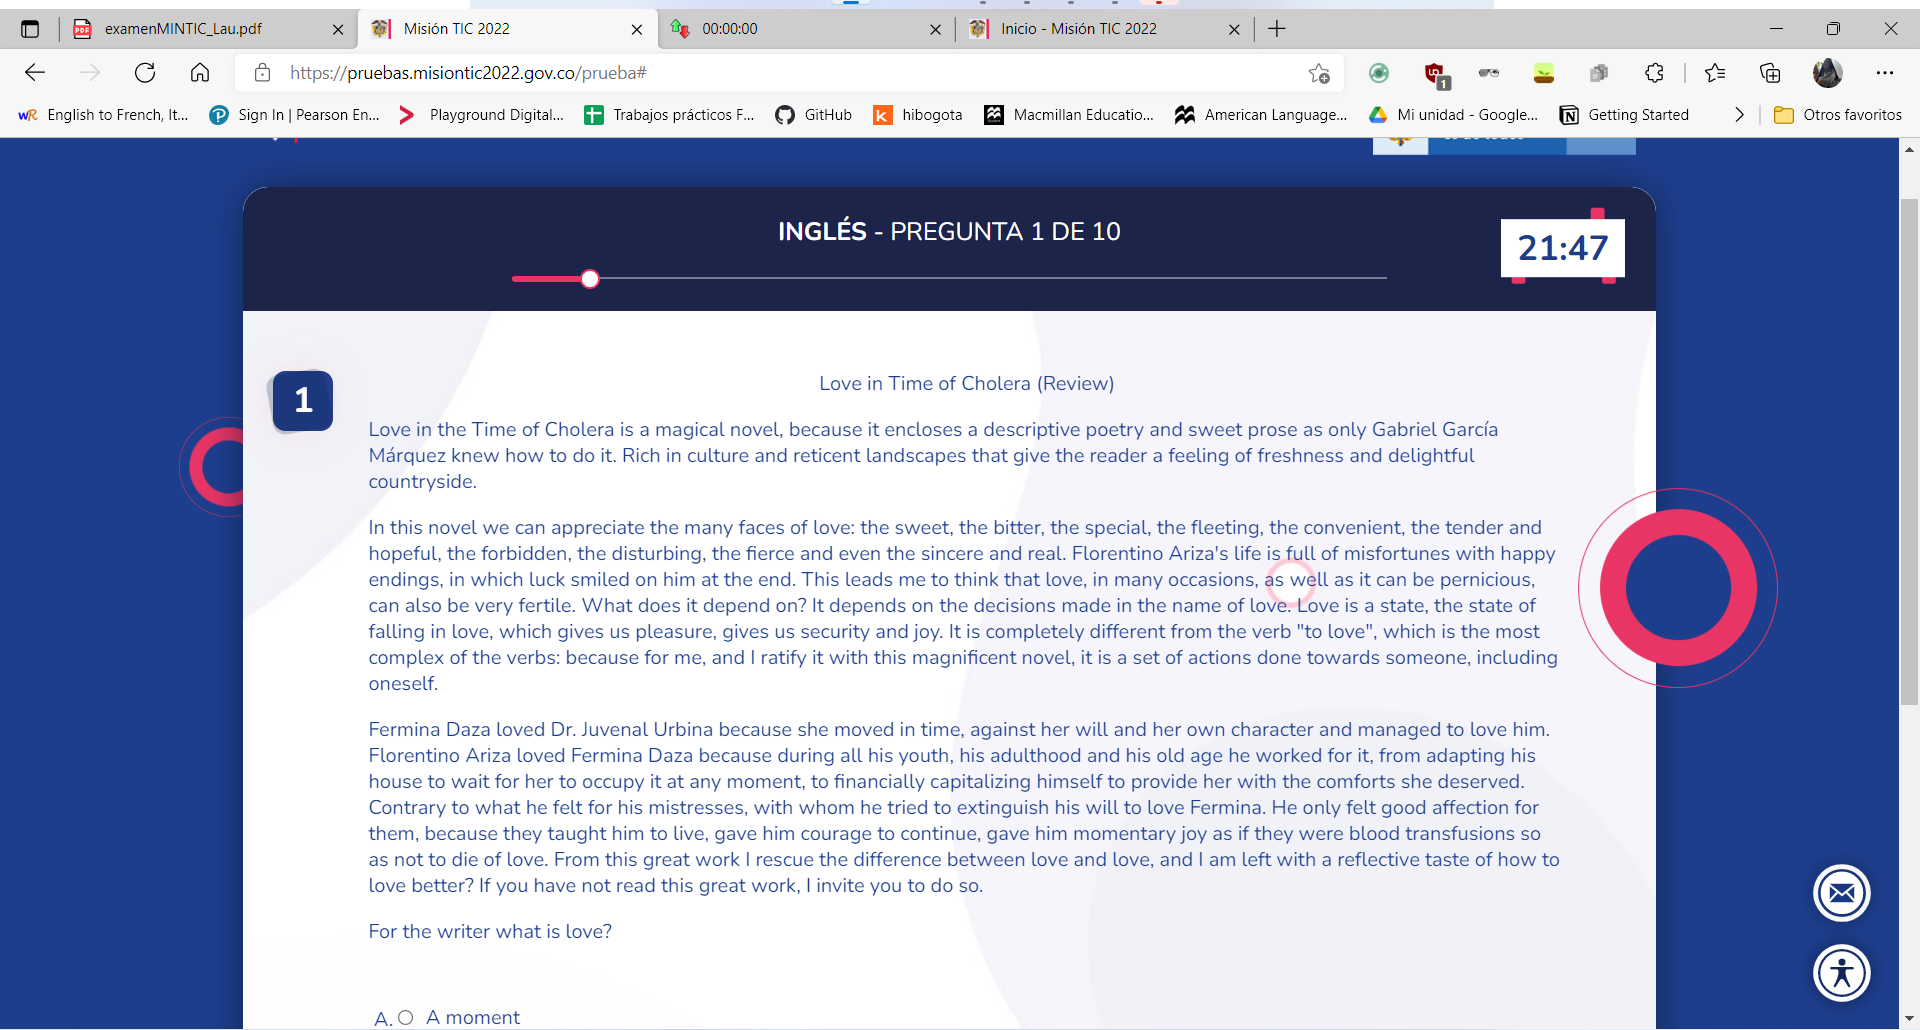 examenMINTIC_Lau.pdf
Misión TIC 2022
00:00:00
Inicio - Misión TIC 2022
https://pruebas.misiontic2022.gov.co/prueba#
1
English to French, It...
Sign In | Pearson En...
Playground Digital...
Trabajos prácticos F...
GitHub
hibogota
Macmillan Educatio...
American Language...
Mi unidad - Google...
Getting Started
Otros favoritos
INGLÉS - PREGUNTA 1 DE 10
21:47
1
Love in Time of Cholera (Review)
Love in the Time of Cholera is a magical novel, because it encloses a descriptive poetry and sweet prose as only Gabriel García
Márquez knew how to do it. Rich in culture and reticent landscapes that give the reader a feeling of freshness and delightful
countryside.
In this novel we can appreciate the many faces of love: the sweet, the bitter, the special, the fleeting, the convenient, the tender and
hopeful, the forbidden, the disturbing, the fierce and even the sincere and real. Florentino Ariza's life is full of misfortunes with happy
endings, in which luck smiled on him at the end. This leads me to think that love, in many occasions, as well as it can be pernicious,
can also be very fertile. What does it depend on? It depends on the decisions made in the name of love. Love is a state, the state of
falling in love, which gives us pleasure, gives us security and joy. It is completely different from the verb "to love", which is the most
complex of the verbs: because for me, and I ratify it with this magnificent novel, it is a set of actions done towards someone, including
oneself.
Fermina Daza loved Dr. Juvenal Urbina because she moved in time, against her will and her own character and managed to love him.
Florentino Ariza loved Fermina Daza because during all his youth, his adulthood and his old age he worked for it, from adapting his
house to wait for her to occupy it at any moment, to financially capitalizing himself to provide her with the comforts she deserved.
Contrary to what he felt for his mistresses, with whom he tried to extinguish his will to love Fermina. He only felt good affection for
them, because they taught him to live, gave him courage to continue, gave him momentary joy as if they were blood transfusions so
as not to die of love. From this great work I rescue the difference between love and love, and I am left with a reflective taste of how to
love better? If you have not read this great work, I invite you to do so.
For the writer what is love?
A. A moment